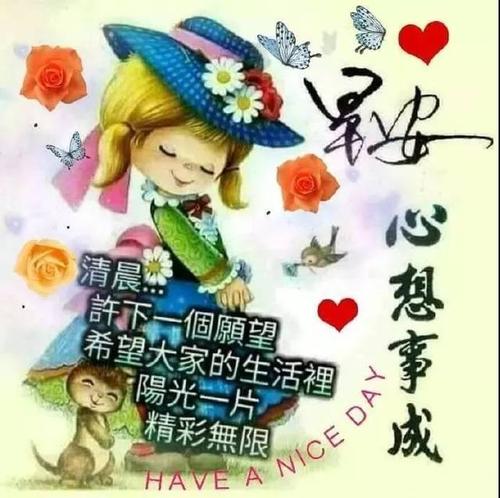 早安
心想事成
清晨...
許下一個願望
希望大家的生活裡
陽光一片
精彩無限
HAVE A NICE DAY